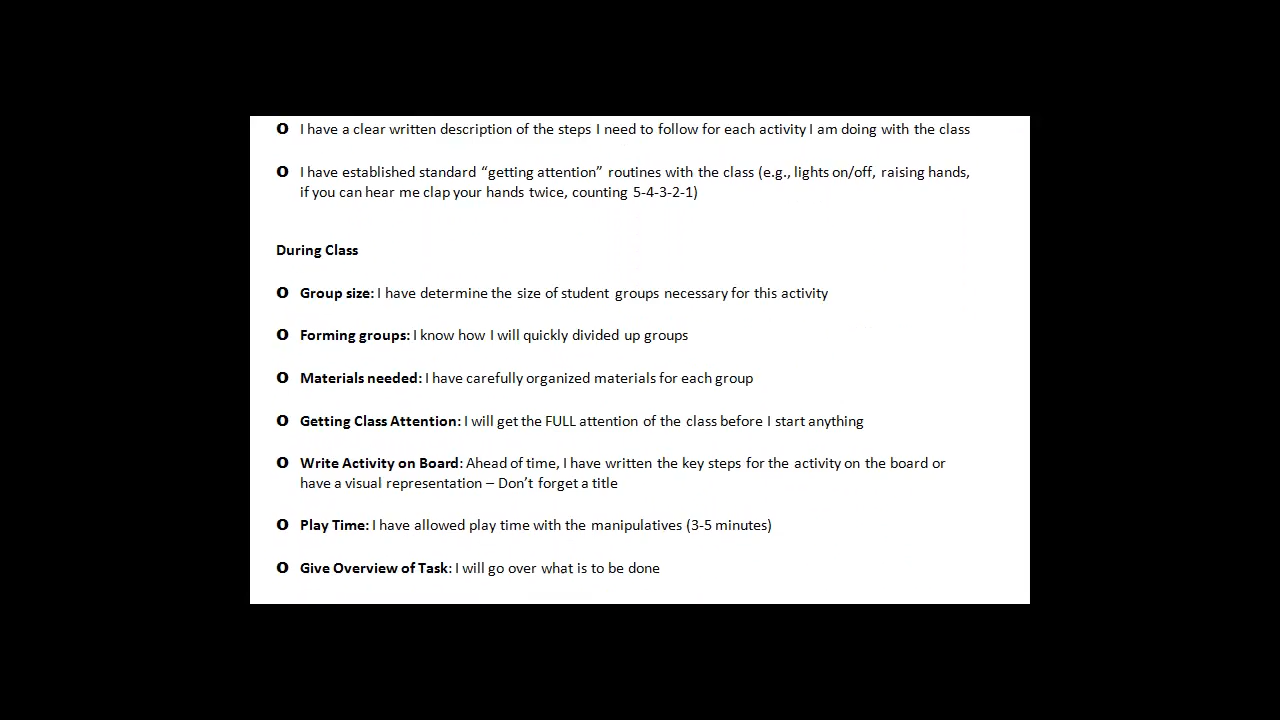 O I have a clear written description of the steps I need to follow for each activity I am doing with the class
O I have established standard “getting attention” routines with the class (e.g., lights on/off, raising hands,
if you can hear me clap your hands twice, counting 5-4-3-2-1)
During Class
O Group size: I have determine the size of student groups necessary for this activity
O Forming groups: I know how I will quickly divided up groups
O Materials needed: I have carefully organized materials for each group
O Getting Class Attention: I will get the FULL attention of the class before I start anything
O Write Activity on Board: Ahead of time, I have written the key steps for the activity on the board or
have a visual representation – Don’t forget a title
O Play Time: I have allowed play time with the manipulatives (3-5 minutes)
O Give Overview of Task: I will go over what is to be done